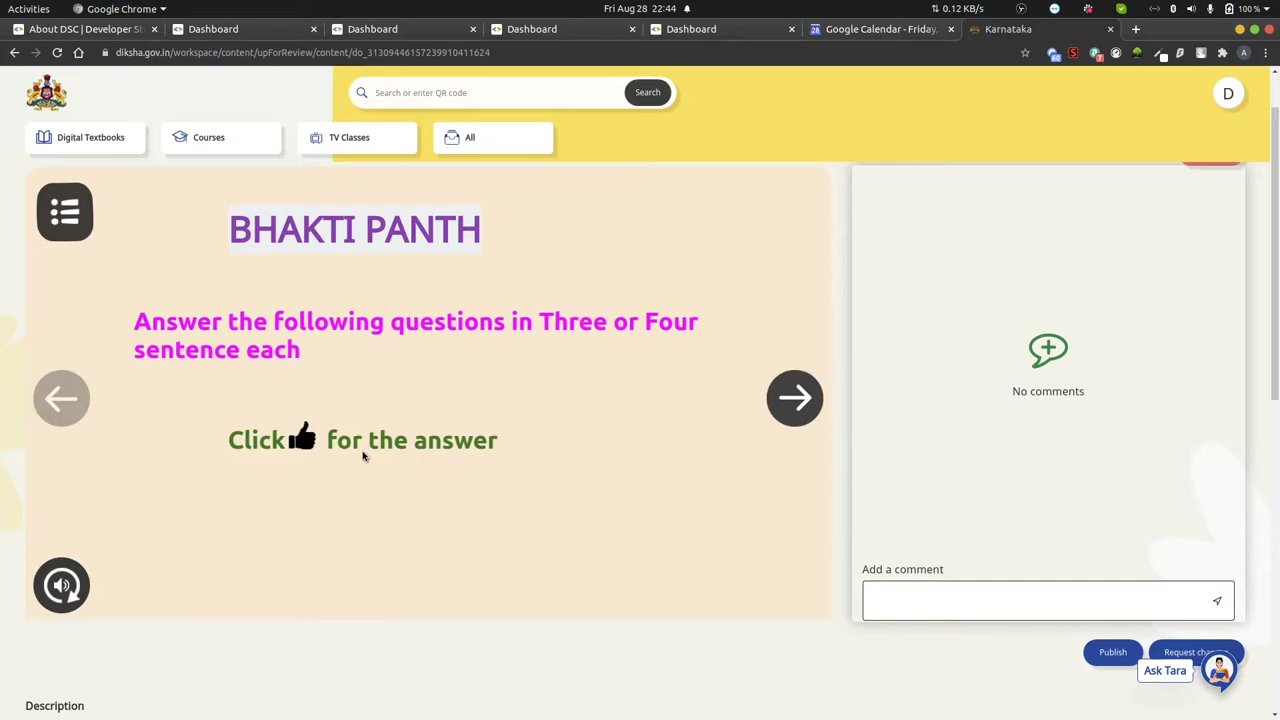 Activities
Google Chrome
Fri Aug 28 22:44
0.12 KB/s
100 %
About DSC | Developer St
Dashboard
Dashboard
Dashboard
Dashboard
Google Calendar - Friday,
Karnataka
diksha.gov.in/workspace/content/upForReview/content/do_31309446157239910411624
Search or enter QR code
Search
D
Digital Textbooks
Courses
TV Classes
All
BHAKTI PANTH
Answer the following questions in Three or Four
sentence each
Click for the answer
No comments
Add a comment
Publish
Request cha
Ask Tara
Description